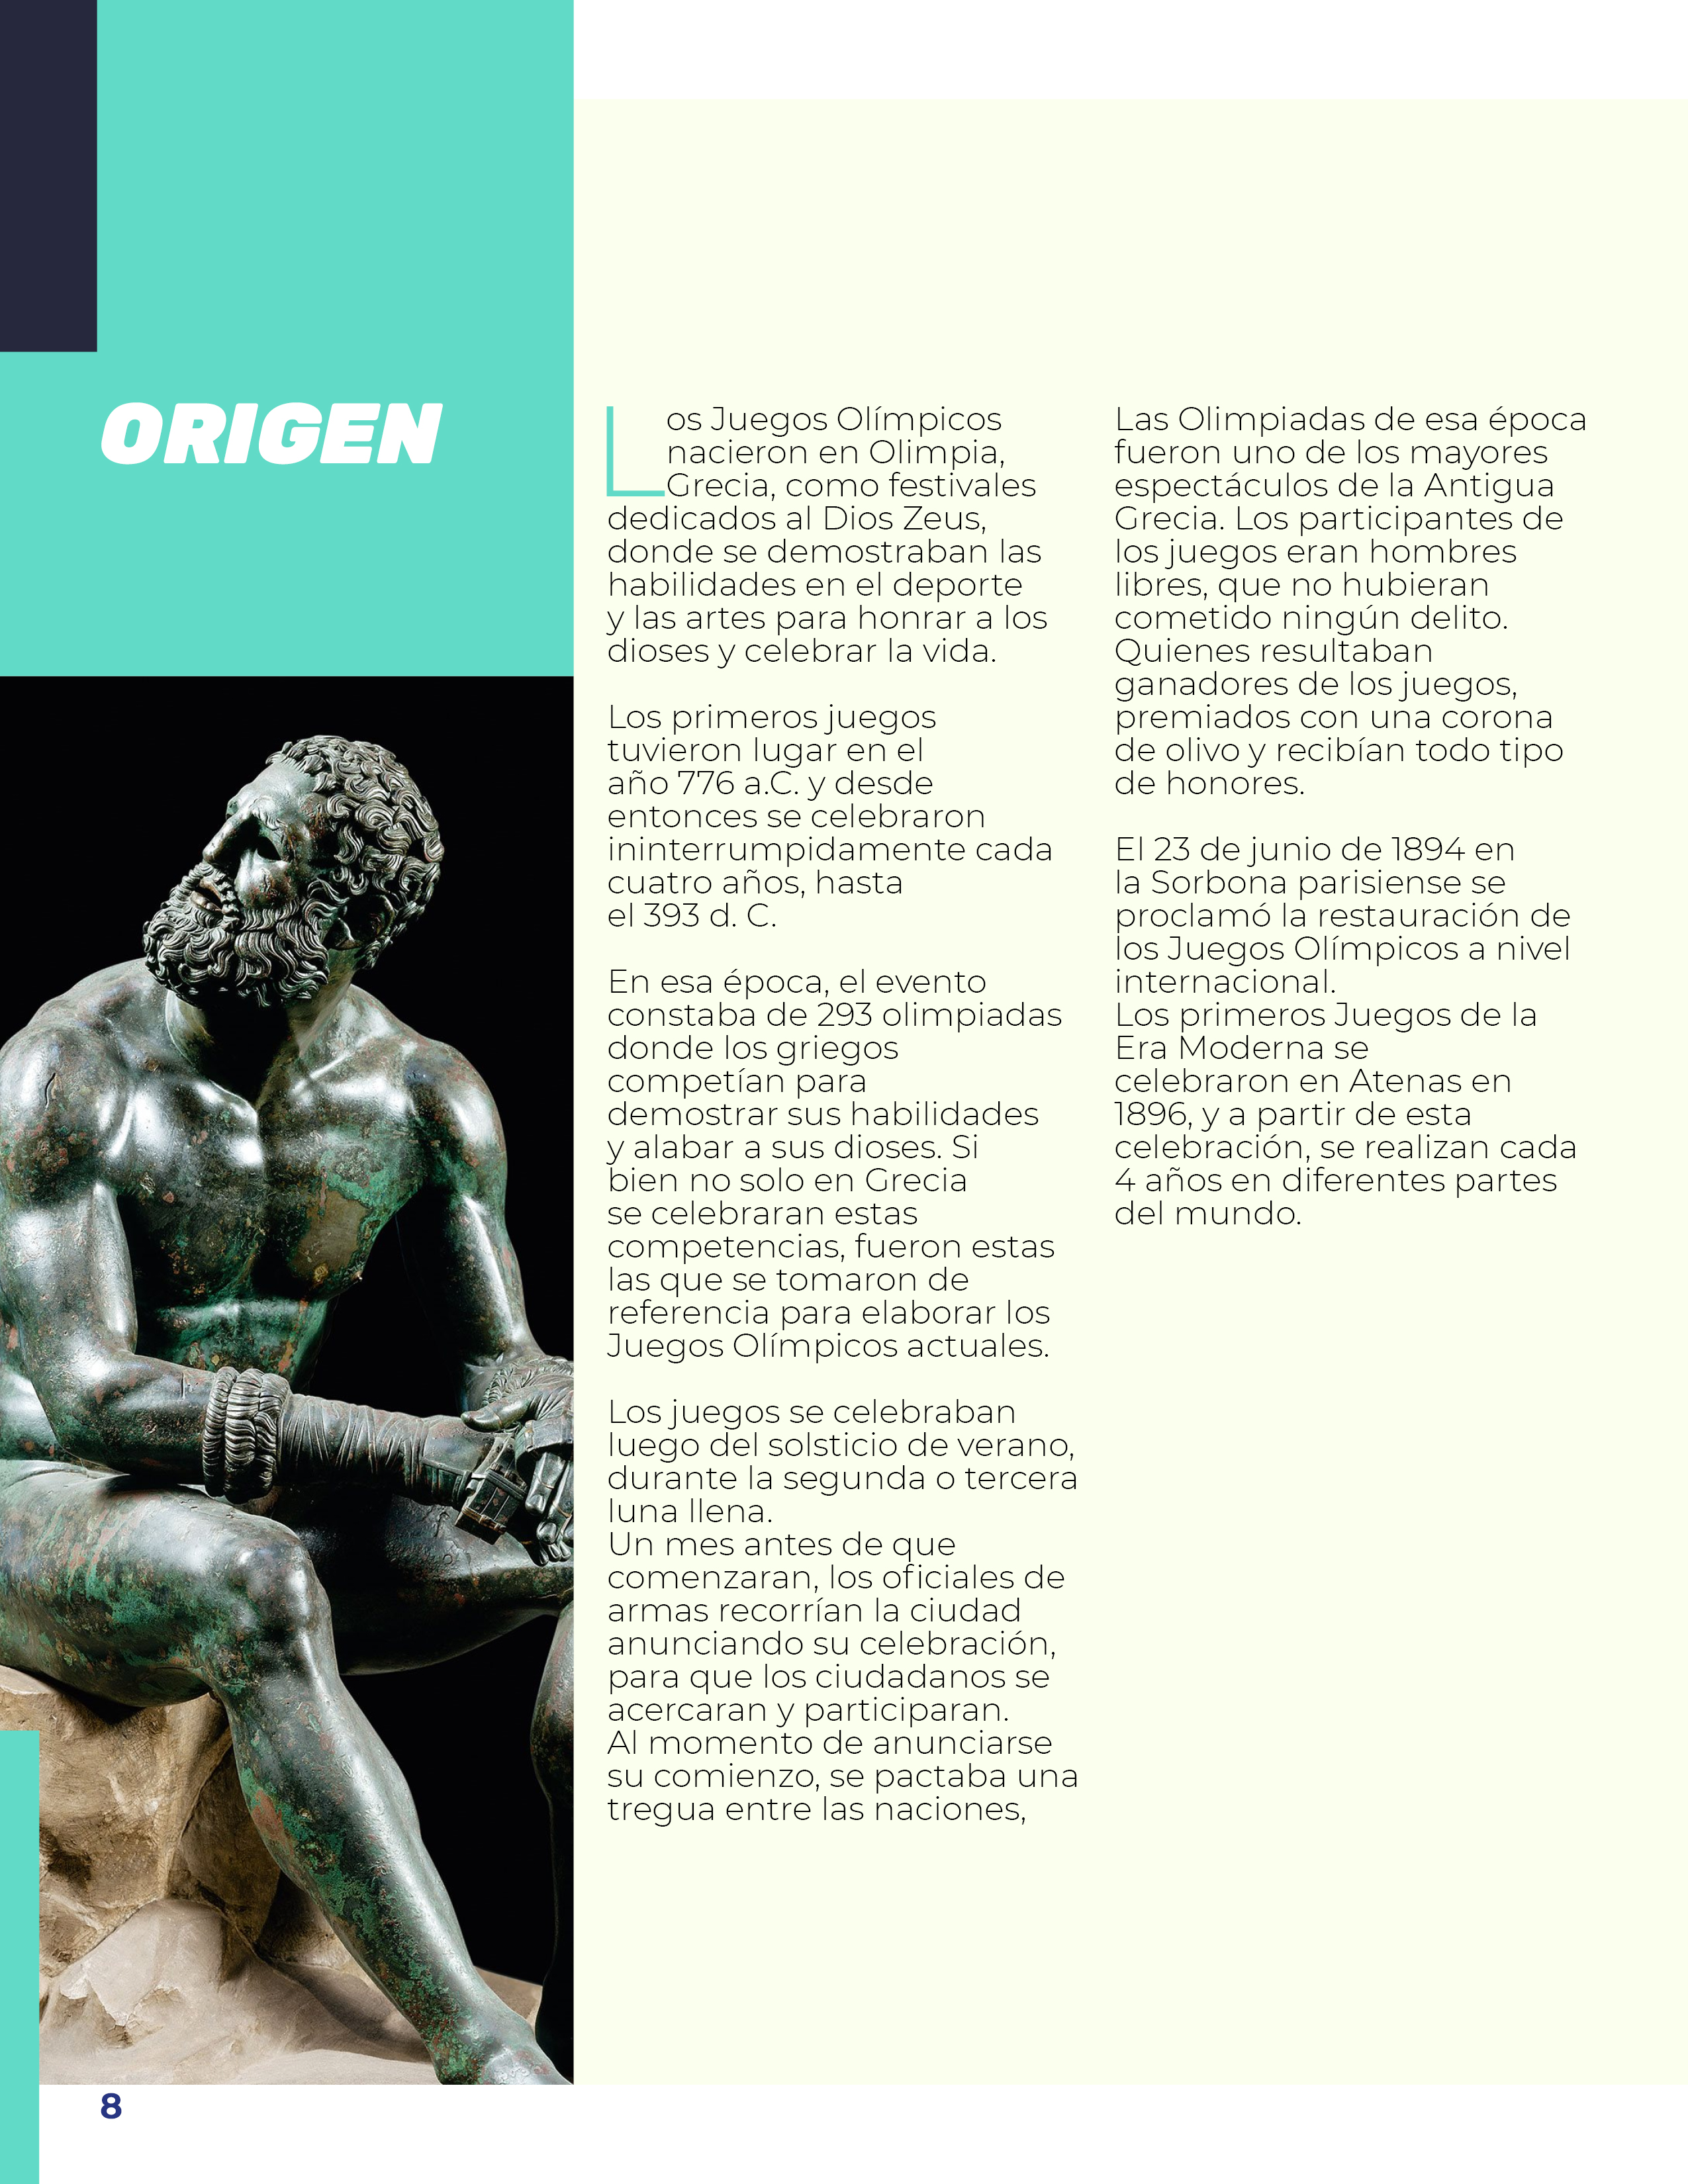 ORIGEN
Los Juegos Olímpicos
nacieron en Olimpia,
Grecia, como festivales
dedicados al Dios Zeus,
donde se demostraban las
habilidades en el deporte
y las artes para honrar a los
dioses y celebrar la vida.
Los primeros juegos
tuvieron lugar en el
año 776 a.C. y desde
entonces se celebraron
ininterrumpidamente cada
cuatro años, hasta
el 393 d. C.
En esa época, el evento
constaba de 293 olimpiadas
donde los griegos
competían para
demostrar sus habilidades
y alabar a sus dioses. Si
bien no solo en Grecia
se celebraran estas
competencias, fueron estas
las que se tomaron de
referencia para elaborar los
Juegos Olímpicos actuales.
Los juegos se celebraban
luego del solsticio de verano,
durante la segunda o tercera
luna llena.
Un mes antes de que
comenzaran, los oficiales de
armas recorrían la ciudad
anunciando su celebración,
para que los ciudadanos se
acercaran y participaran.
Al momento de anunciarse
su comienzo, se pactaba una
tregua entre las naciones,
Las Olimpiadas de esa época
fueron uno de los mayores
espectáculos de la Antigua
Grecia. Los participantes de
los juegos eran hombres
libres, que no hubieran
cometido ningún delito.
Quienes resultaban
ganadores de los juegos,
premiados con una corona
de olivo y recibían todo tipo
de honores.
El 23 de junio de 1894 en
la Sorbona parisiense se
proclamó la restauración de
los Juegos Olímpicos a nivel
internacional.
Los primeros Juegos de la
Era Moderna se
celebraron en Atenas en
1896, y a partir de esta
celebración, se realizan cada
4 años en diferentes partes
del mundo.
8